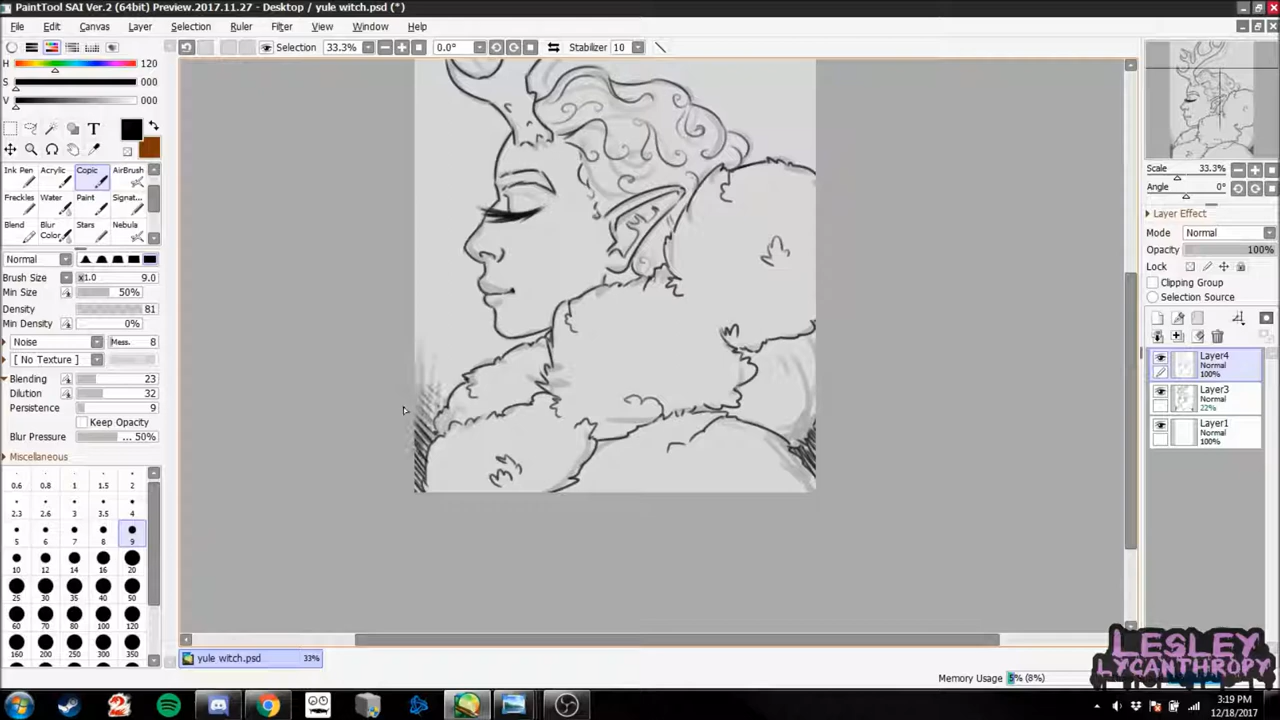 PaintTool SAI Ver.2 (64bit) Preview.2017.11.27 - Desktop / yule witch.psd (*)
File Edit Canvas Layer Selection Ruler Filter View Window Help
Selection 33.3% 0.0° Stabilizer 10
H 120
S 000
V 000
T
Ink Pen Acrylic Copic AirBrush
Freckles Water Paint Signat...
Blend Blur Color... Stars Nebula
Normal
Brush Size x1.0 9.0
Min Size 50%
Density 81
Min Density 0%
Noise Mess. 8
[ No Texture ]
Blending 23
Dilution 32
Persistence 9
Keep Opacity
Blur Pressure ... 50%
Miscellaneous
0.6 0.8 1 1.5 2
2.3 2.6 3 3.5 4
5 6 7 8 9
10 12 14 16 20
25 30 35 40 50
60 70 80 100 120
160 200 250 300 350
Scale 33.3%
Angle 0°
Layer Effect
Mode Normal
Opacity 100%
Lock
Clipping Group
Selection Source
Layer4
Normal
100%
Layer3
Normal
22%
Layer1
Normal
100%
yule witch.psd 33%
Memory Usage 5% (8%)
LESLEY
LYCANTHROPY
3:19 PM
12/18/2017